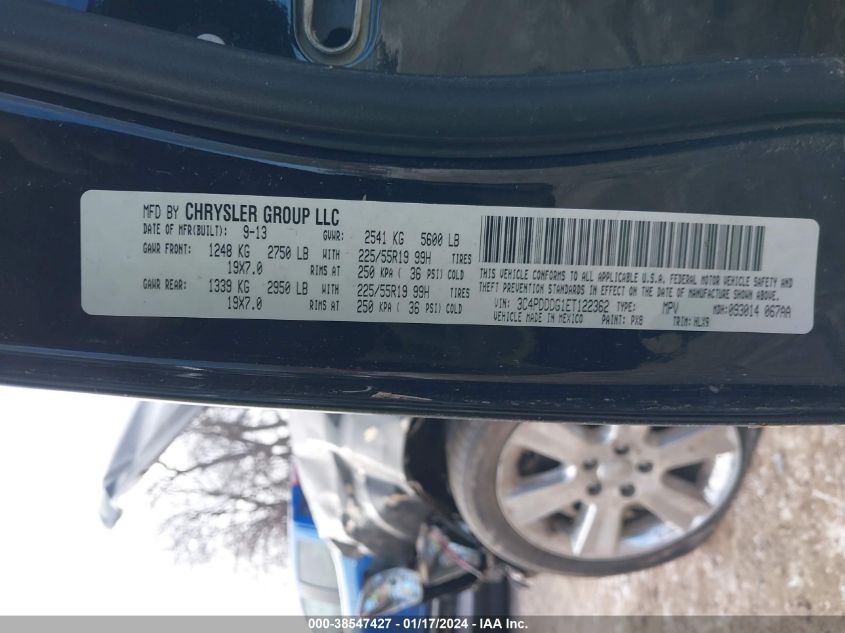 MFD BY CHRYSLER GROUP LLC
DATE OF MFR(BUILT): 9-13 GVWR: 2541 KG 5600 LB
GAWR FRONT: 1248 KG 2750 LB WITH 225/55R19 99H TIRES
19X7.0 RIMS AT 250 KPA ( 36 PSI) COLD
GAWR REAR: 1339 KG 2950 LB WITH 225/55R19 99H TIRES
19X7.0 RIMS AT 250 KPA ( 36 PSI) COLD
THIS VEHICLE CONFORMS TO ALL APPLICABLE U.S.A. FEDERAL MOTOR VEHICLE SAFETY AND
THEFT PREVENTION STANDARDS IN EFFECT ON THE DATE OF MANUFACTURE SHOWN ABOVE.
VIN: 3C4PDDDG1ET122362 TYPE: MPV MDH:093014 067AA
VEHICLE MADE IN MEXICO PAINT: PX8 TRIM: HLX9
000-38547427 - 01/17/2024 - IAA Inc.